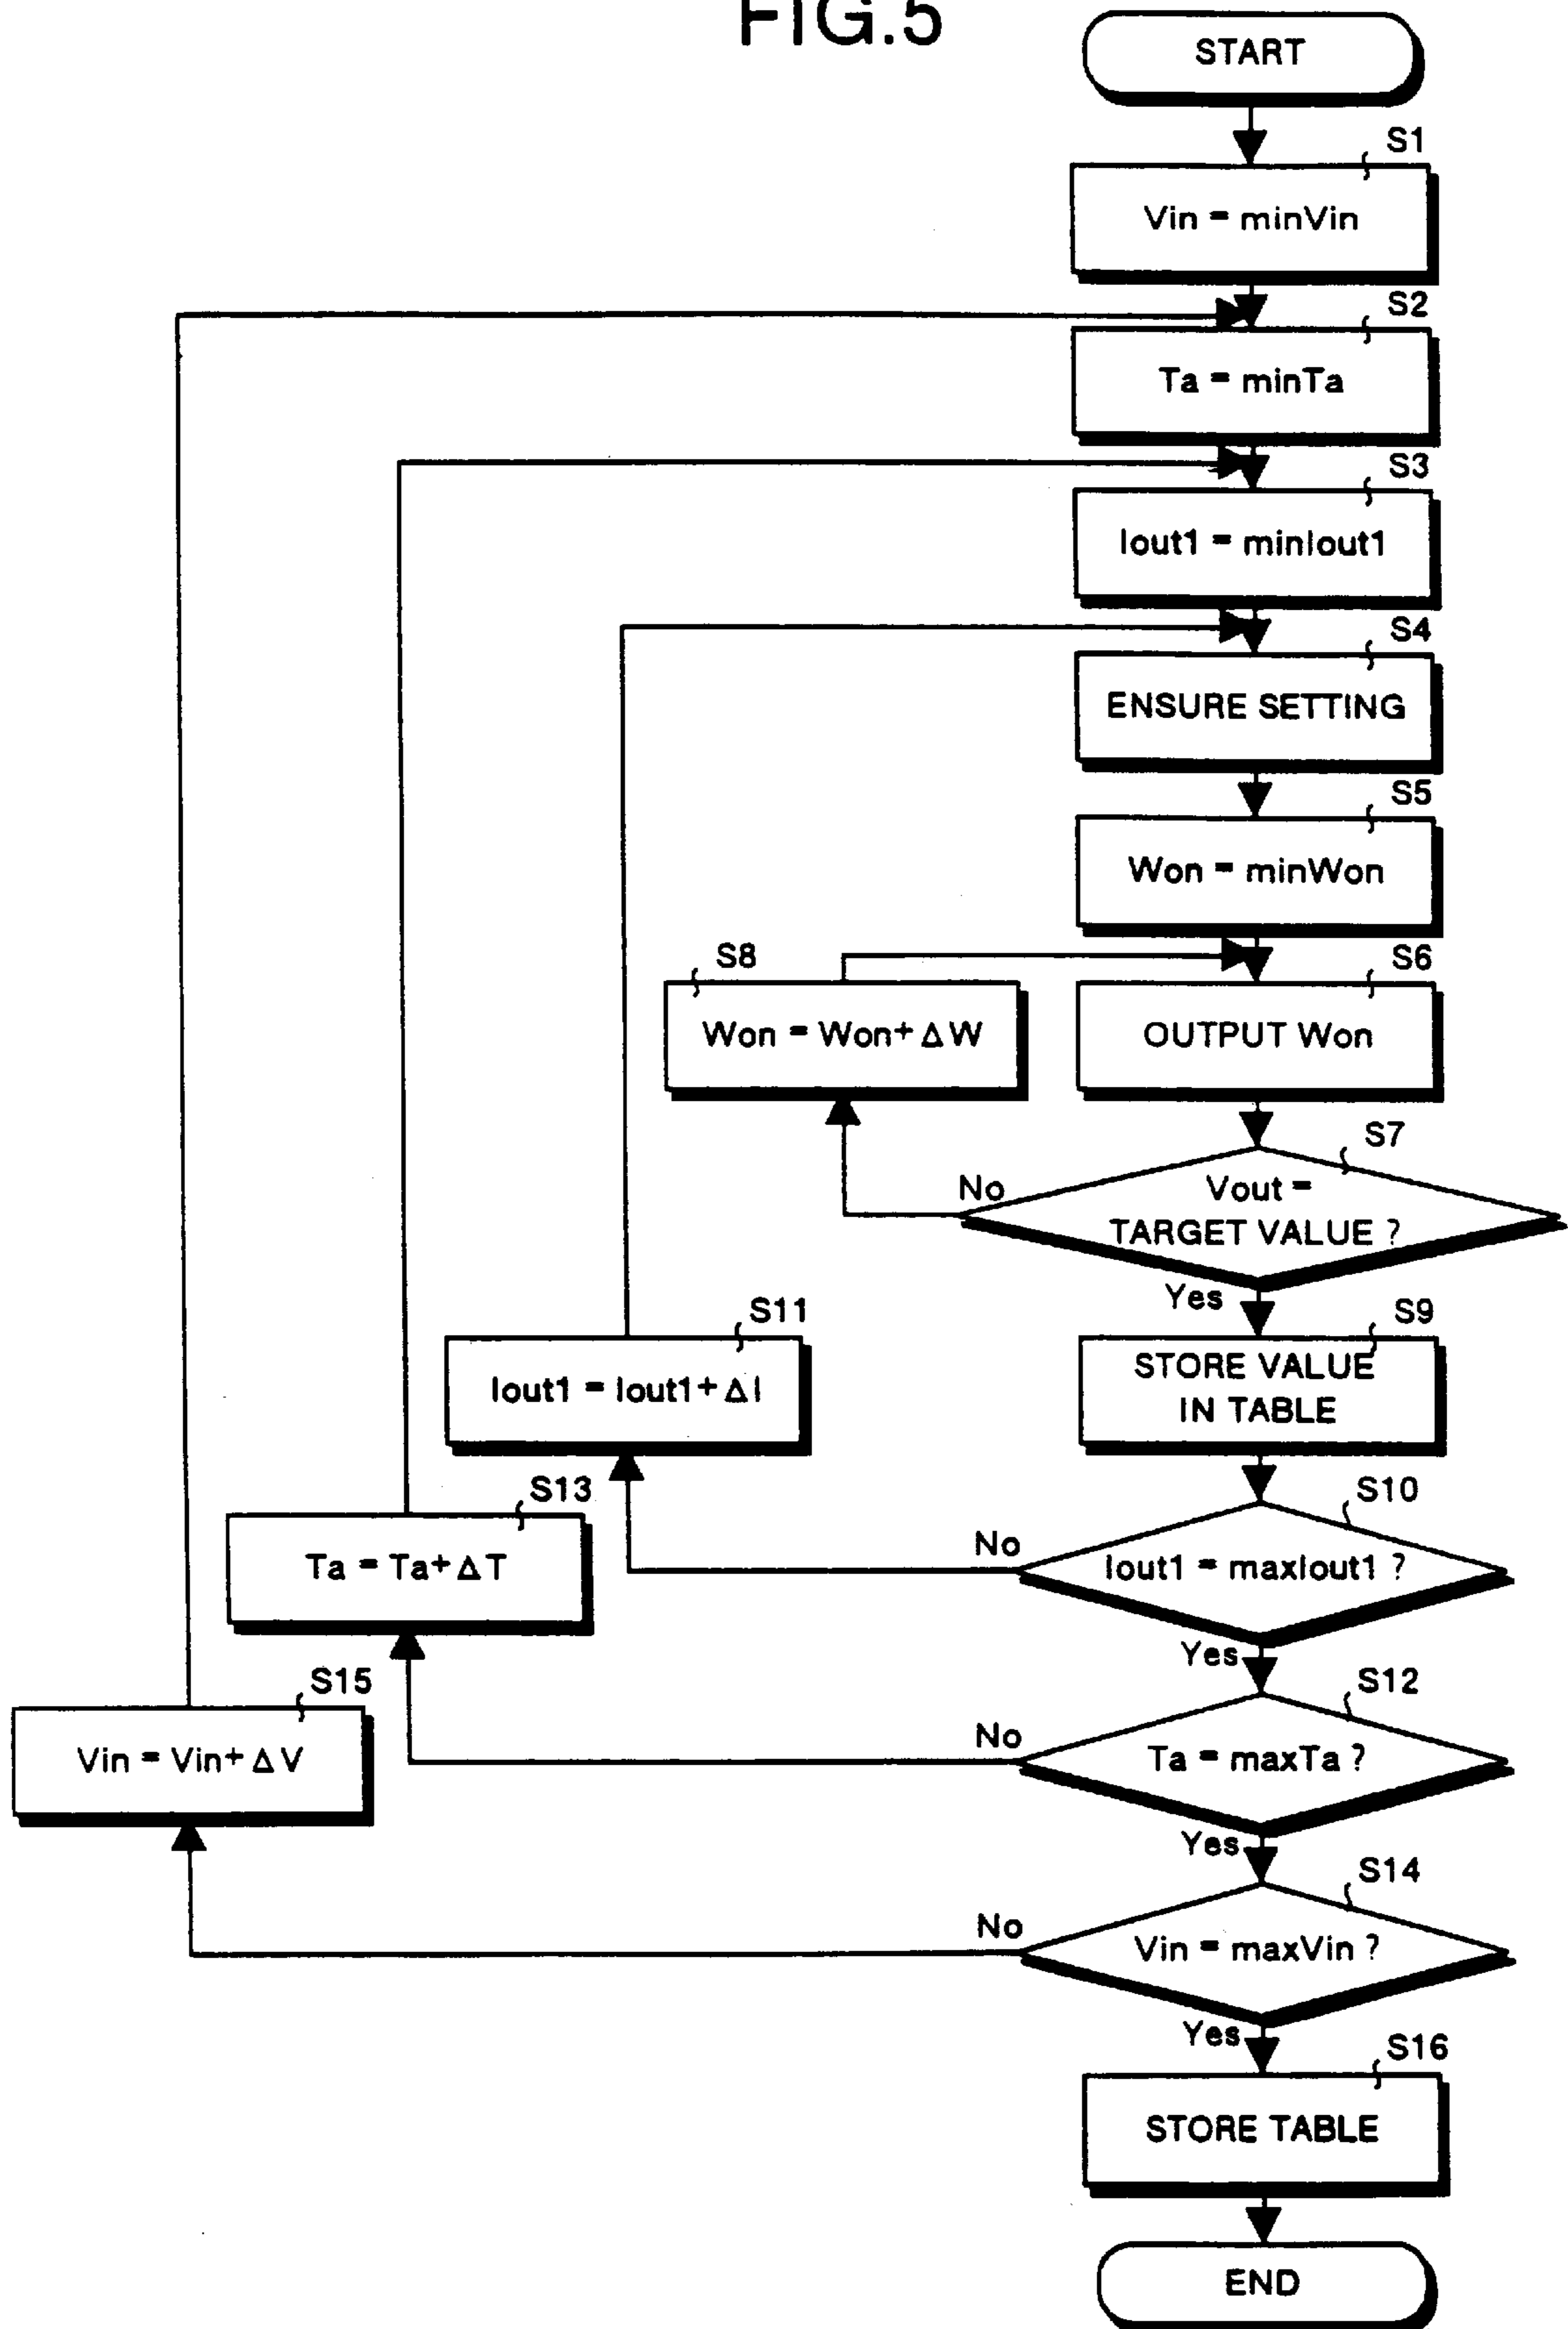 FIG.5
START
S1
Vin = minVin
S2
Ta = minTa
S3
Iout1 = minIout1
S4
ENSURE SETTING
S5
Won = minWon
S8
Won = Won+ΔW
S6
OUTPUT Won
S7
No
Vout =
TARGET VALUE ?
Yes
S9
STORE VALUE
IN TABLE
S11
Iout1 = Iout1+ΔI
S10
No
Iout1 = maxIout1 ?
Yes
S13
Ta = Ta+ΔT
S12
No
Ta = maxTa ?
Yes
S15
Vin = Vin+ΔV
S14
No
Vin = maxVin ?
Yes
S16
STORE TABLE
END